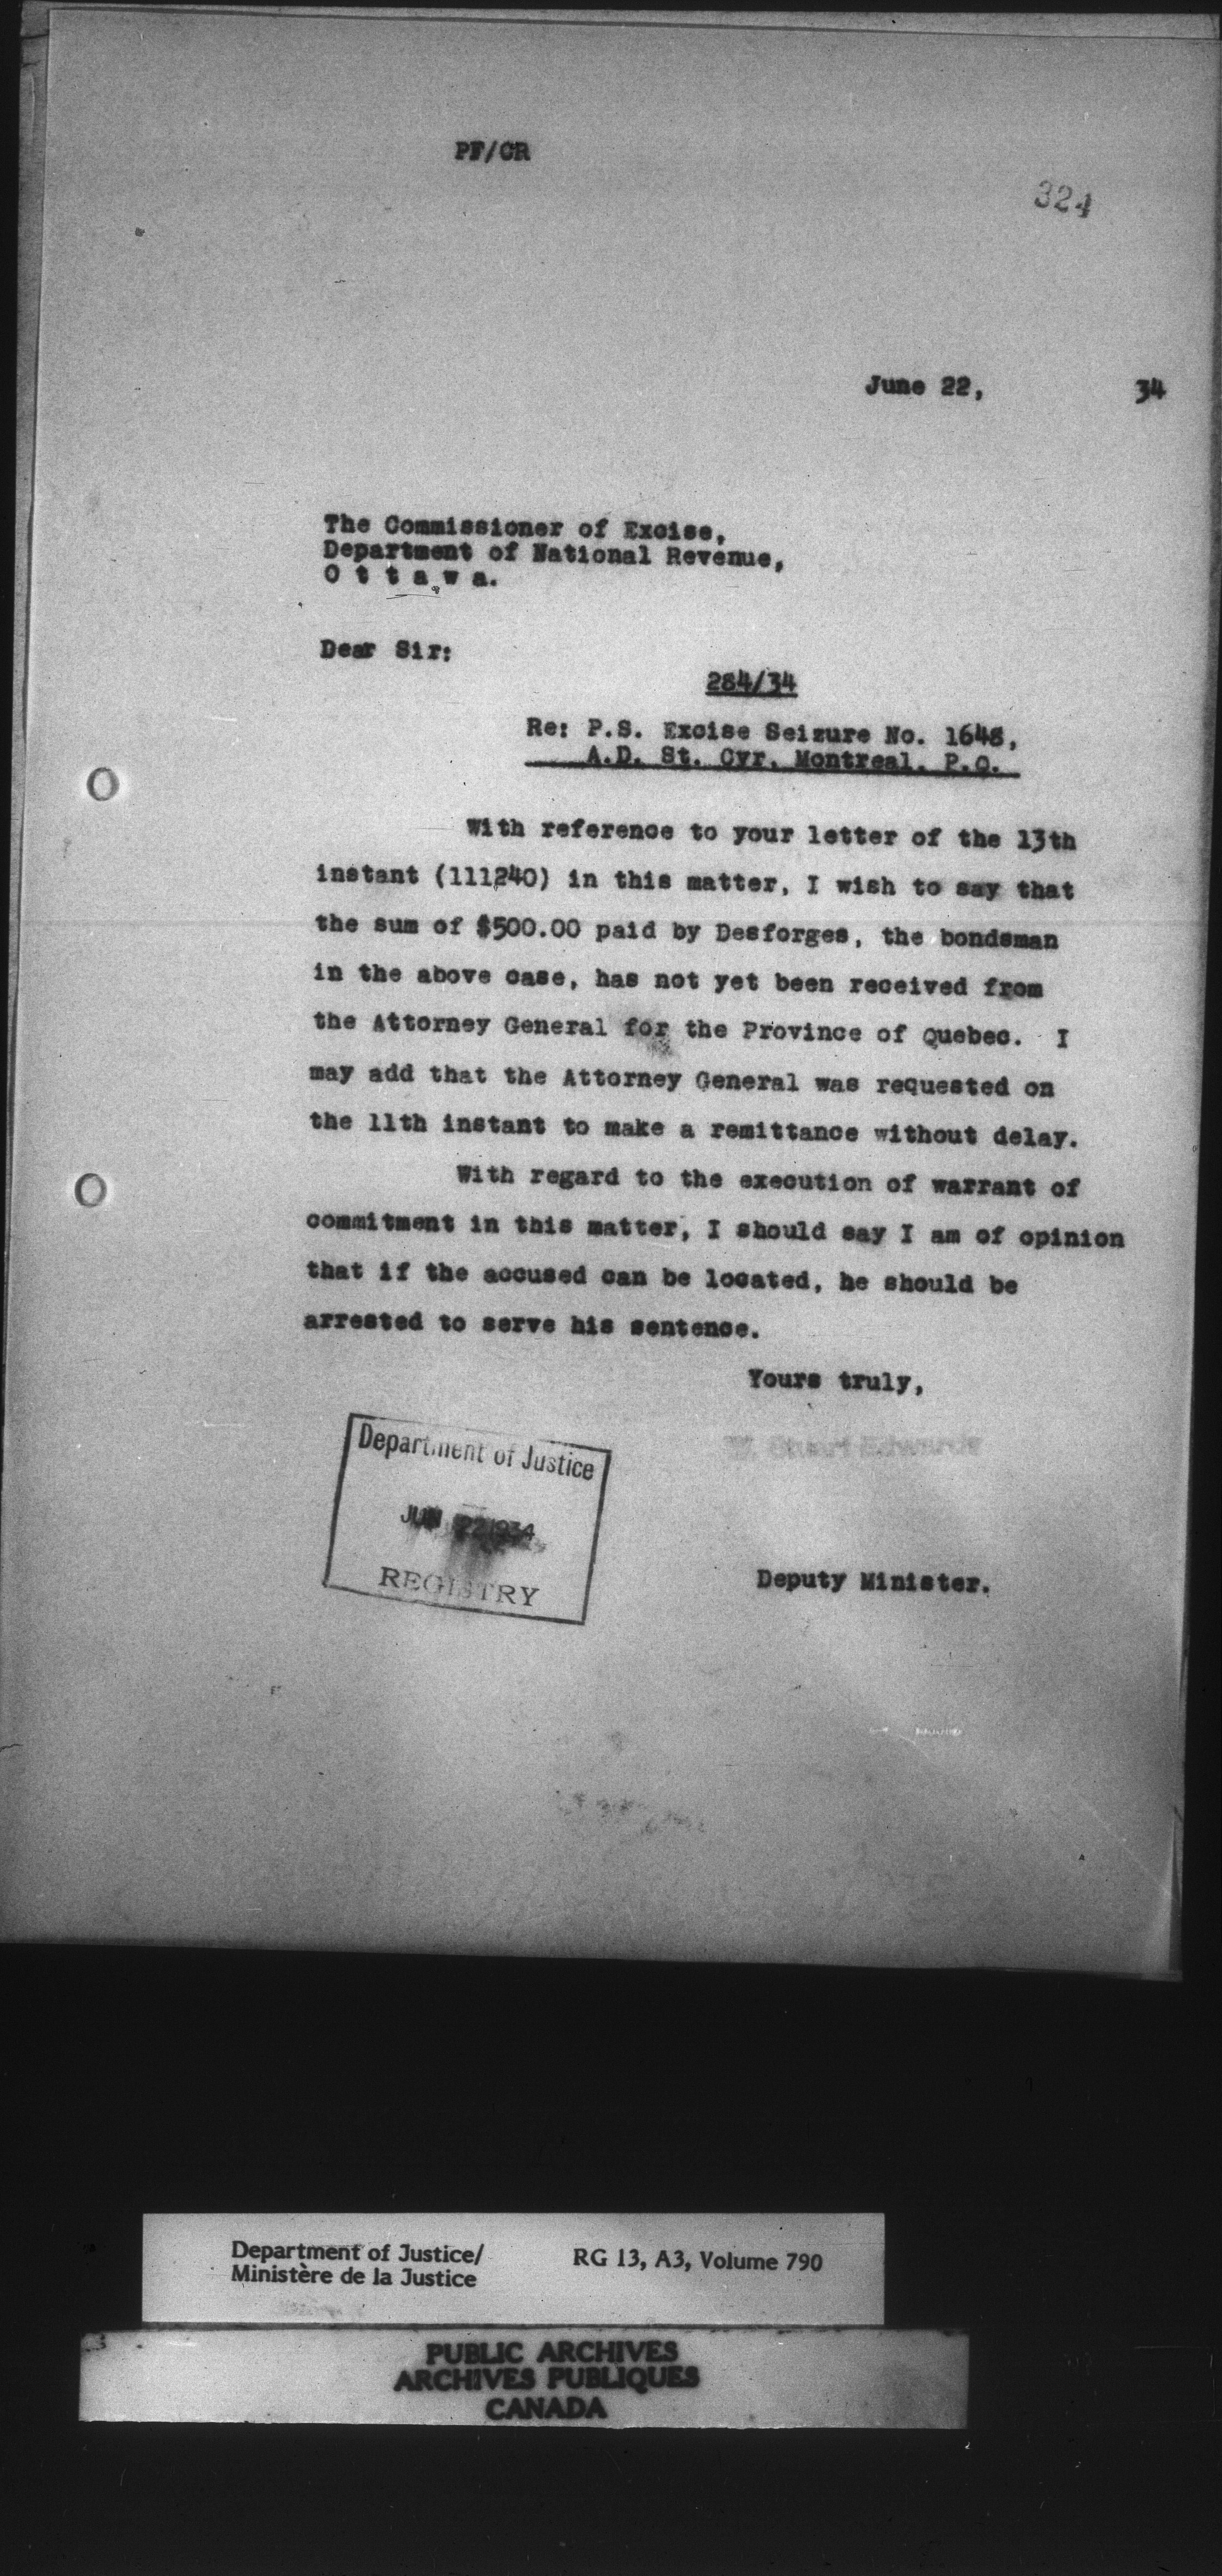 PF/CR
324
June 22, 34
The Commissioner of Excise,
Department of National Revenue,
O t t a w a.
Dear Sir:
284/34
Re: P.S. Excise Seizure No. 1648,
A.D. St. Cyr, Montreal, P.Q.
With reference to your letter of the 13th
instant (111240) in this matter, I wish to say that
the sum of $500.00 paid by Desforges, the bondsman
in the above case, has not yet been received from
the Attorney General for the Province of Quebec. I
may add that the Attorney General was requested on
the 11th instant to make a remittance without delay.
With regard to the execution of warrant of
commitment in this matter, I should say I am of opinion
that if the accused can be located, he should be
arrested to serve his sentence.
Yours truly,
W. Stuart Edwards
Deputy Minister.
Department of Justice
JUN 22 1934
REGISTRY
Department of Justice/
Ministère de la Justice
RG 13, A3, Volume 790
PUBLIC ARCHIVES
ARCHIVES PUBLIQUES
CANADA